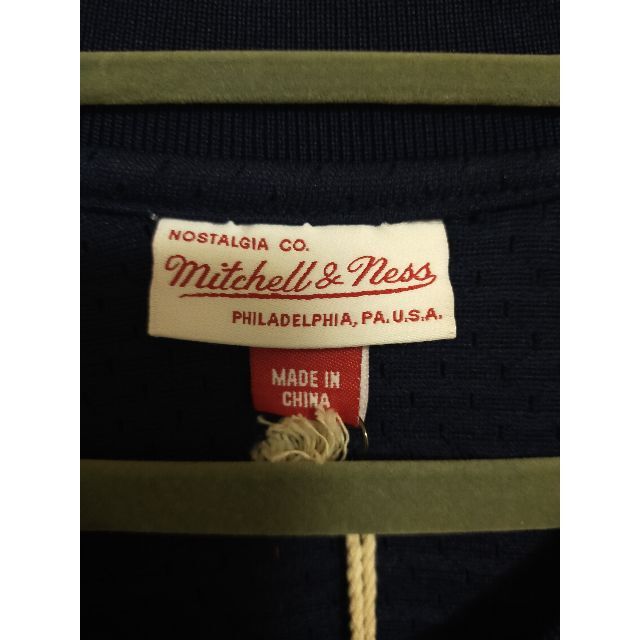 NOSTALGIA CO.
Mitchell & Ness
PHILADELPHIA, PA. U.S.A.
MADE IN
CHINA